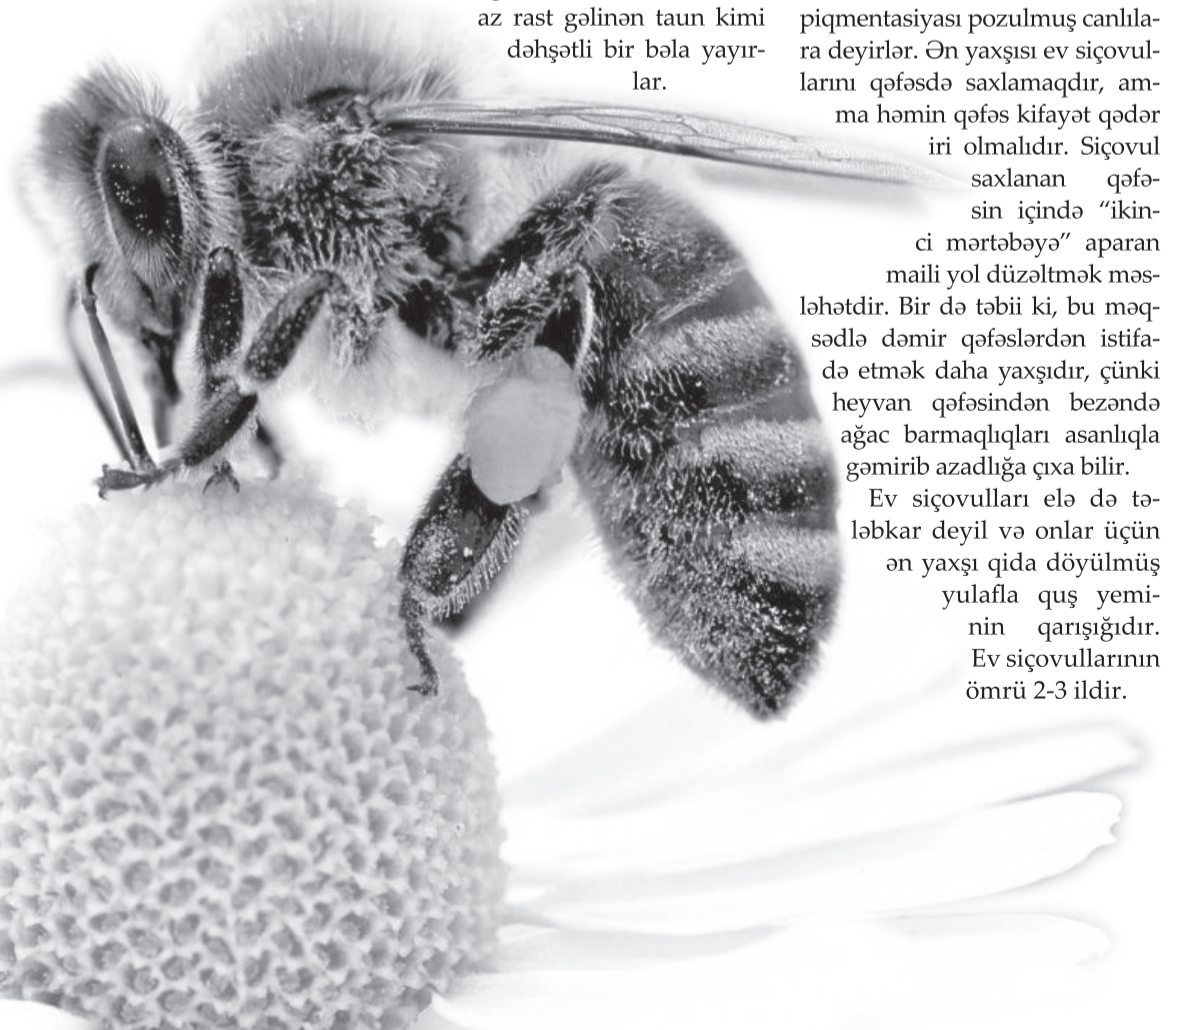 az rast gəlinən taun kimi
dəhşətli bir bəla yayır-
lar.
piqmentasiyası pozulmuş canlıla-
ra deyirlər. Ən yaxşısı ev siçovul-
larını qəfəsdə saxlamaqdır, am-
ma həmin qəfəs kifayət qədər
iri olmalıdır. Siçovul
saxlanan qəfə-
sin içində “ikin-
ci mərtəbəyə” aparan
maili yol düzəltmək məs-
ləhətdir. Bir də təbii ki, bu məq-
sədlə dəmir qəfəslərdən istifa-
də etmək daha yaxşıdır, çünki
heyvan qəfəsindən bezəndə
ağac barmaqlıqları asanlıqla
gəmirib azadlığa çıxa bilir.
Ev siçovulları elə də tə-
ləbkar deyil və onlar üçün
ən yaxşı qida döyülmüş
yulafla quş yemi-
nin qarışığıdır.
Ev siçovullarının
ömrü 2-3 ildir.